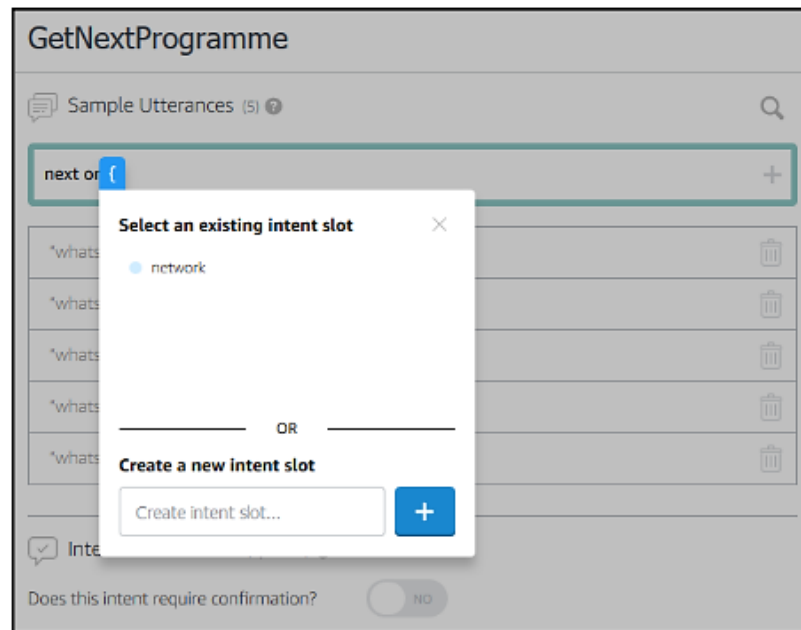 GetNextProgramme
Sample Utterances (5) ?
next on {
Select an existing intent slot
network
"whats
"whats
"whats
"whats
"whats
OR
Create a new intent slot
Create intent slot...
+
Inte
Does this intent require confirmation?
NO